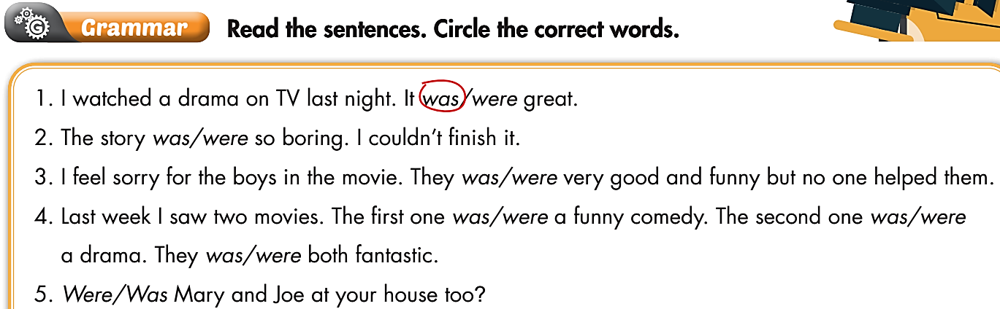 G Grammar Read the sentences. Circle the correct words.
1. I watched a drama on TV last night. It was/were great.
2. The story was/were so boring. I couldn't finish it.
3. I feel sorry for the boys in the movie. They was/were very good and funny but no one helped them.
4. Last week I saw two movies. The first one was/were a funny comedy. The second one was/were
a drama. They was/were both fantastic.
5. Were/Was Mary and Joe at your house too?